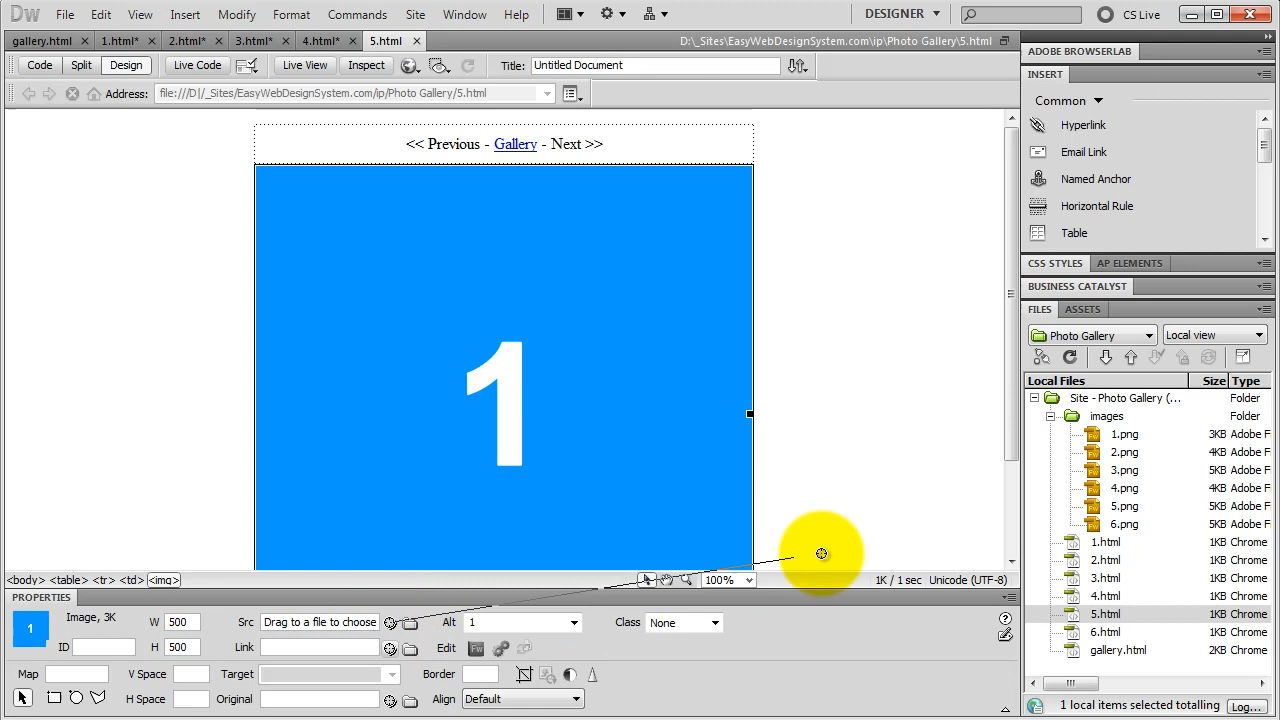 Dw File Edit View Insert Modify Format Commands Site Window Help DESIGNER CS Live
gallery.html 1.html* 2.html* 3.html* 4.html* 5.html D:\_Sites\EasyWebDesignSystem.com\ip\Photo Gallery\5.html
Code Split Design Live Code Live View Inspect Title: Untitled Document
Address: file:///D|/_Sites/EasyWebDesignSystem.com/ip/Photo Gallery/5.html
<< Previous - Gallery - Next >>
1
<body> <table> <tr> <td> <img> 100% 1K / 1 sec Unicode (UTF-8)
PROPERTIES
1 Image, 3K W 500 Src Drag to a file to choose Alt 1 Class None
ID H 500 Link Edit Fw
Map V Space Target Border
H Space Original Align Default
ADOBE BROWSERLAB
INSERT
Common
Hyperlink
Email Link
Named Anchor
Horizontal Rule
Table
CSS STYLES AP ELEMENTS
BUSINESS CATALYST
FILES ASSETS
Photo Gallery Local view
Local Files Size Type
Site - Photo Gallery (... Folder
images Folder
1.png 3KB Adobe Fi
2.png 4KB Adobe Fi
3.png 5KB Adobe Fi
4.png 4KB Adobe Fi
5.png 5KB Adobe Fi
6.png 5KB Adobe Fi
1.html 1KB Chrome
2.html 1KB Chrome
3.html 1KB Chrome
4.html 1KB Chrome
5.html 1KB Chrome
6.html 1KB Chrome
gallery.html 2KB Chrome
1 local items selected totalling Log...